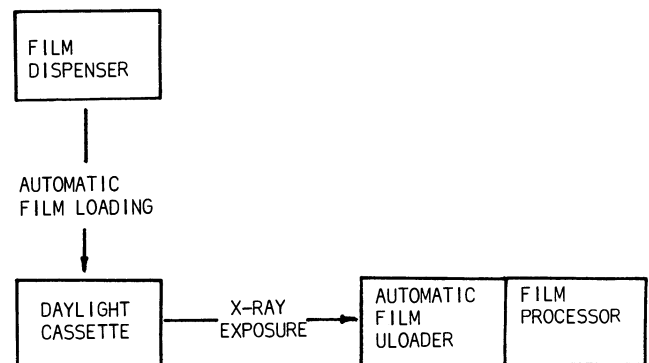 FILM
DISPENSER
AUTOMATIC
FILM LOADING
DAYLIGHT
CASSETTE
X-RAY
EXPOSURE
AUTOMATIC
FILM
ULOADER
FILM
PROCESSOR